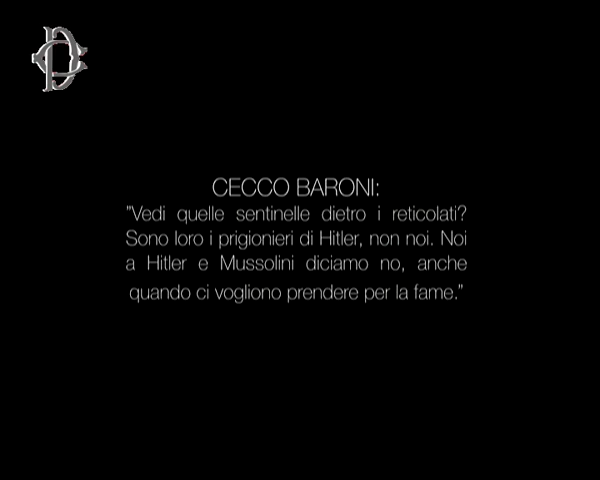 CECCO BARONI:
"Vedi quelle sentinelle dietro i reticolati?
Sono loro i prigionieri di Hitler, non noi. Noi
a Hitler e Mussolini diciamo no, anche
quando ci vogliono prendere per la fame."